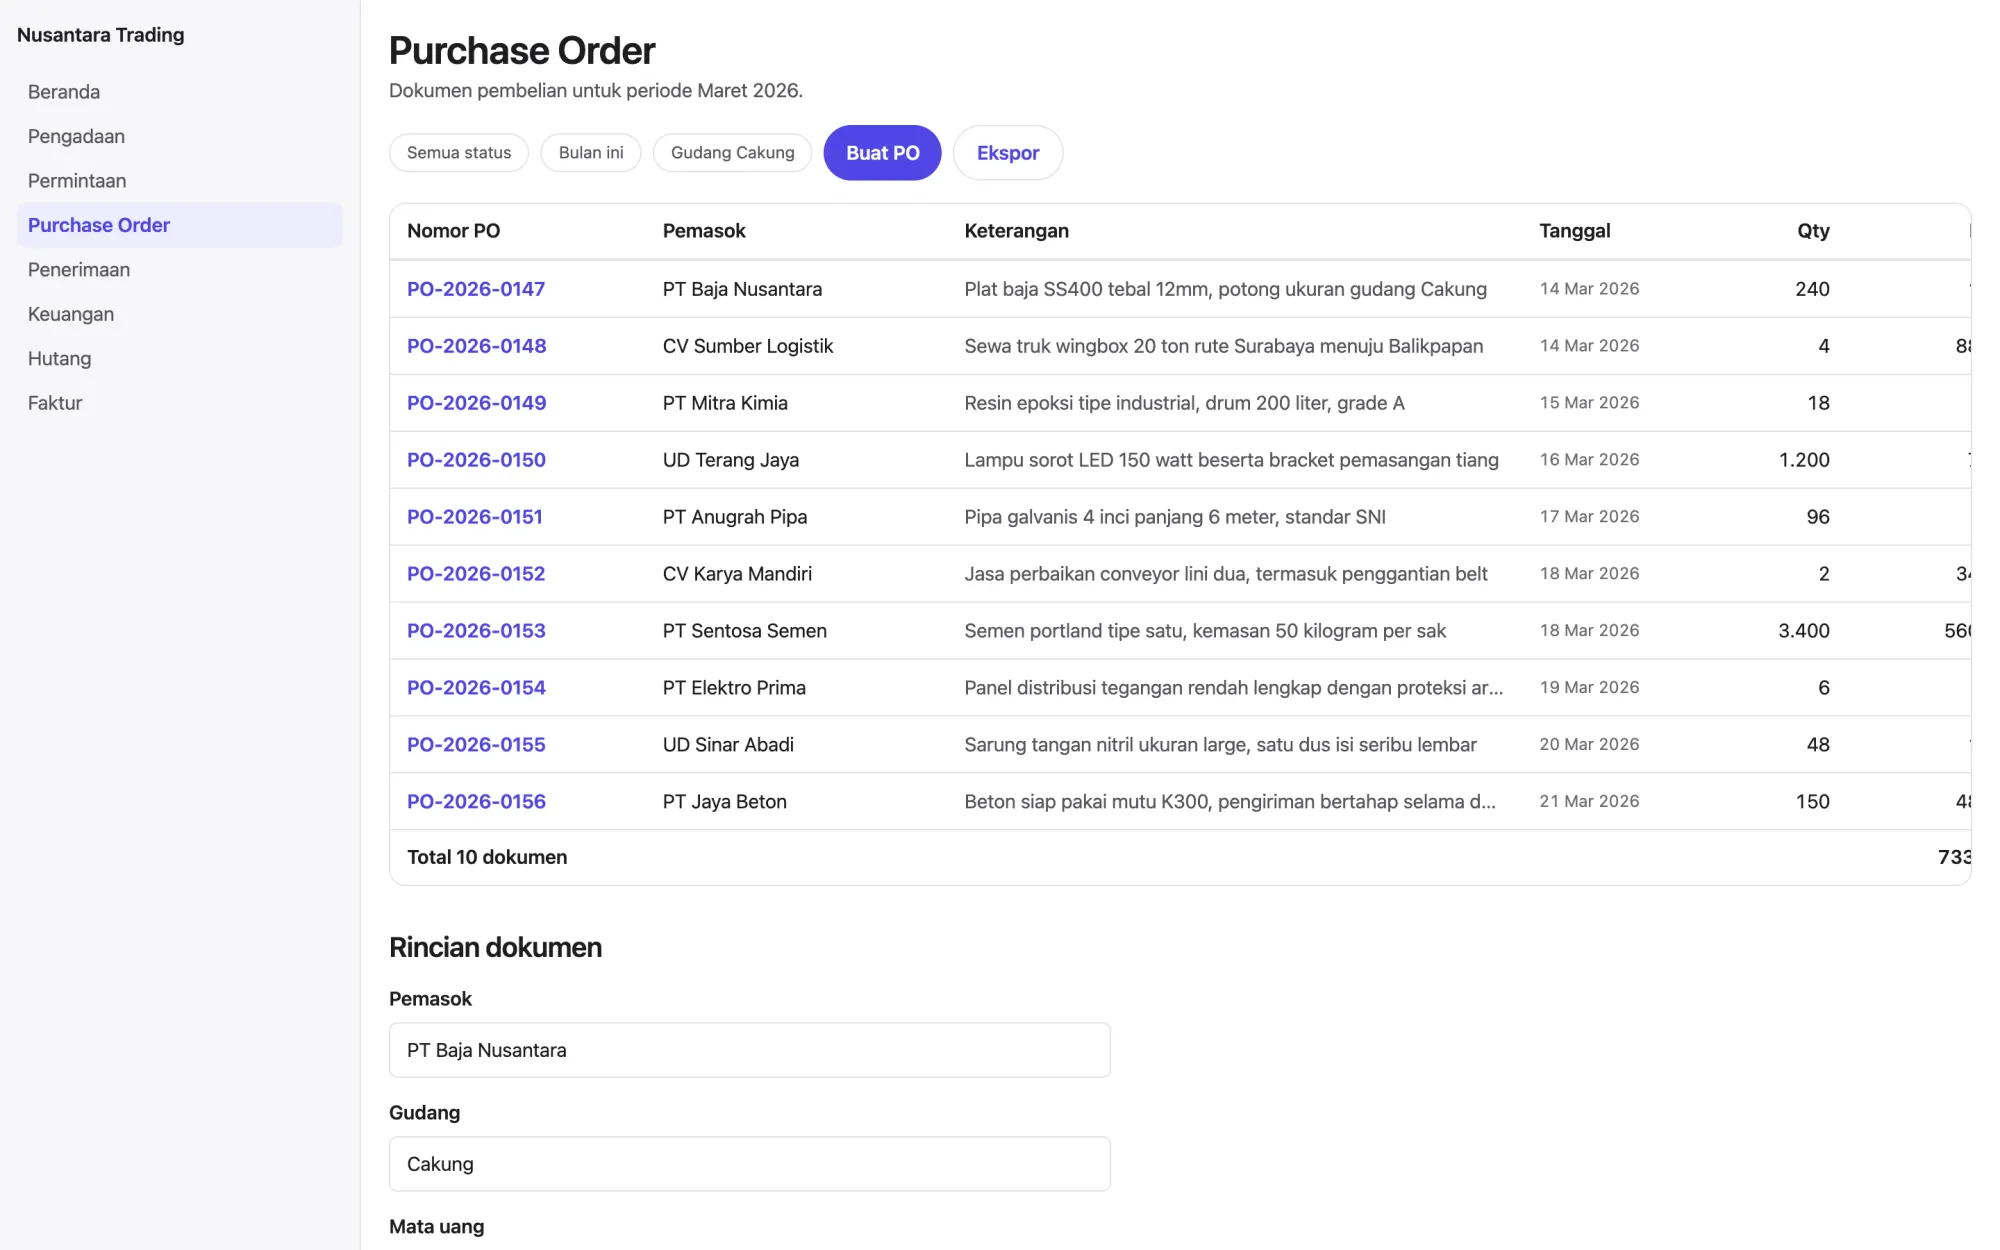 Nusantara Trading
Beranda
Pengadaan
Permintaan
Purchase Order
Penerimaan
Keuangan
Hutang
Faktur
Purchase Order
Dokumen pembelian untuk periode Maret 2026.
Semua status Bulan ini Gudang Cakung Buat PO Ekspor
Nomor PO Pemasok Keterangan Tanggal Qty
PO-2026-0147 PT Baja Nusantara Plat baja SS400 tebal 12mm, potong ukuran gudang Cakung 14 Mar 2026 240
PO-2026-0148 CV Sumber Logistik Sewa truk wingbox 20 ton rute Surabaya menuju Balikpapan 14 Mar 2026 4
PO-2026-0149 PT Mitra Kimia Resin epoksi tipe industrial, drum 200 liter, grade A 15 Mar 2026 18
PO-2026-0150 UD Terang Jaya Lampu sorot LED 150 watt beserta bracket pemasangan tiang 16 Mar 2026 1.200
PO-2026-0151 PT Anugrah Pipa Pipa galvanis 4 inci panjang 6 meter, standar SNI 17 Mar 2026 96
PO-2026-0152 CV Karya Mandiri Jasa perbaikan conveyor lini dua, termasuk penggantian belt 18 Mar 2026 2
PO-2026-0153 PT Sentosa Semen Semen portland tipe satu, kemasan 50 kilogram per sak 18 Mar 2026 3.400
PO-2026-0154 PT Elektro Prima Panel distribusi tegangan rendah lengkap dengan proteksi ar... 19 Mar 2026 6
PO-2026-0155 UD Sinar Abadi Sarung tangan nitril ukuran large, satu dus isi seribu lembar 20 Mar 2026 48
PO-2026-0156 PT Jaya Beton Beton siap pakai mutu K300, pengiriman bertahap selama d... 21 Mar 2026 150
Total 10 dokumen 733
Rincian dokumen
Pemasok
PT Baja Nusantara
Gudang
Cakung
Mata uang